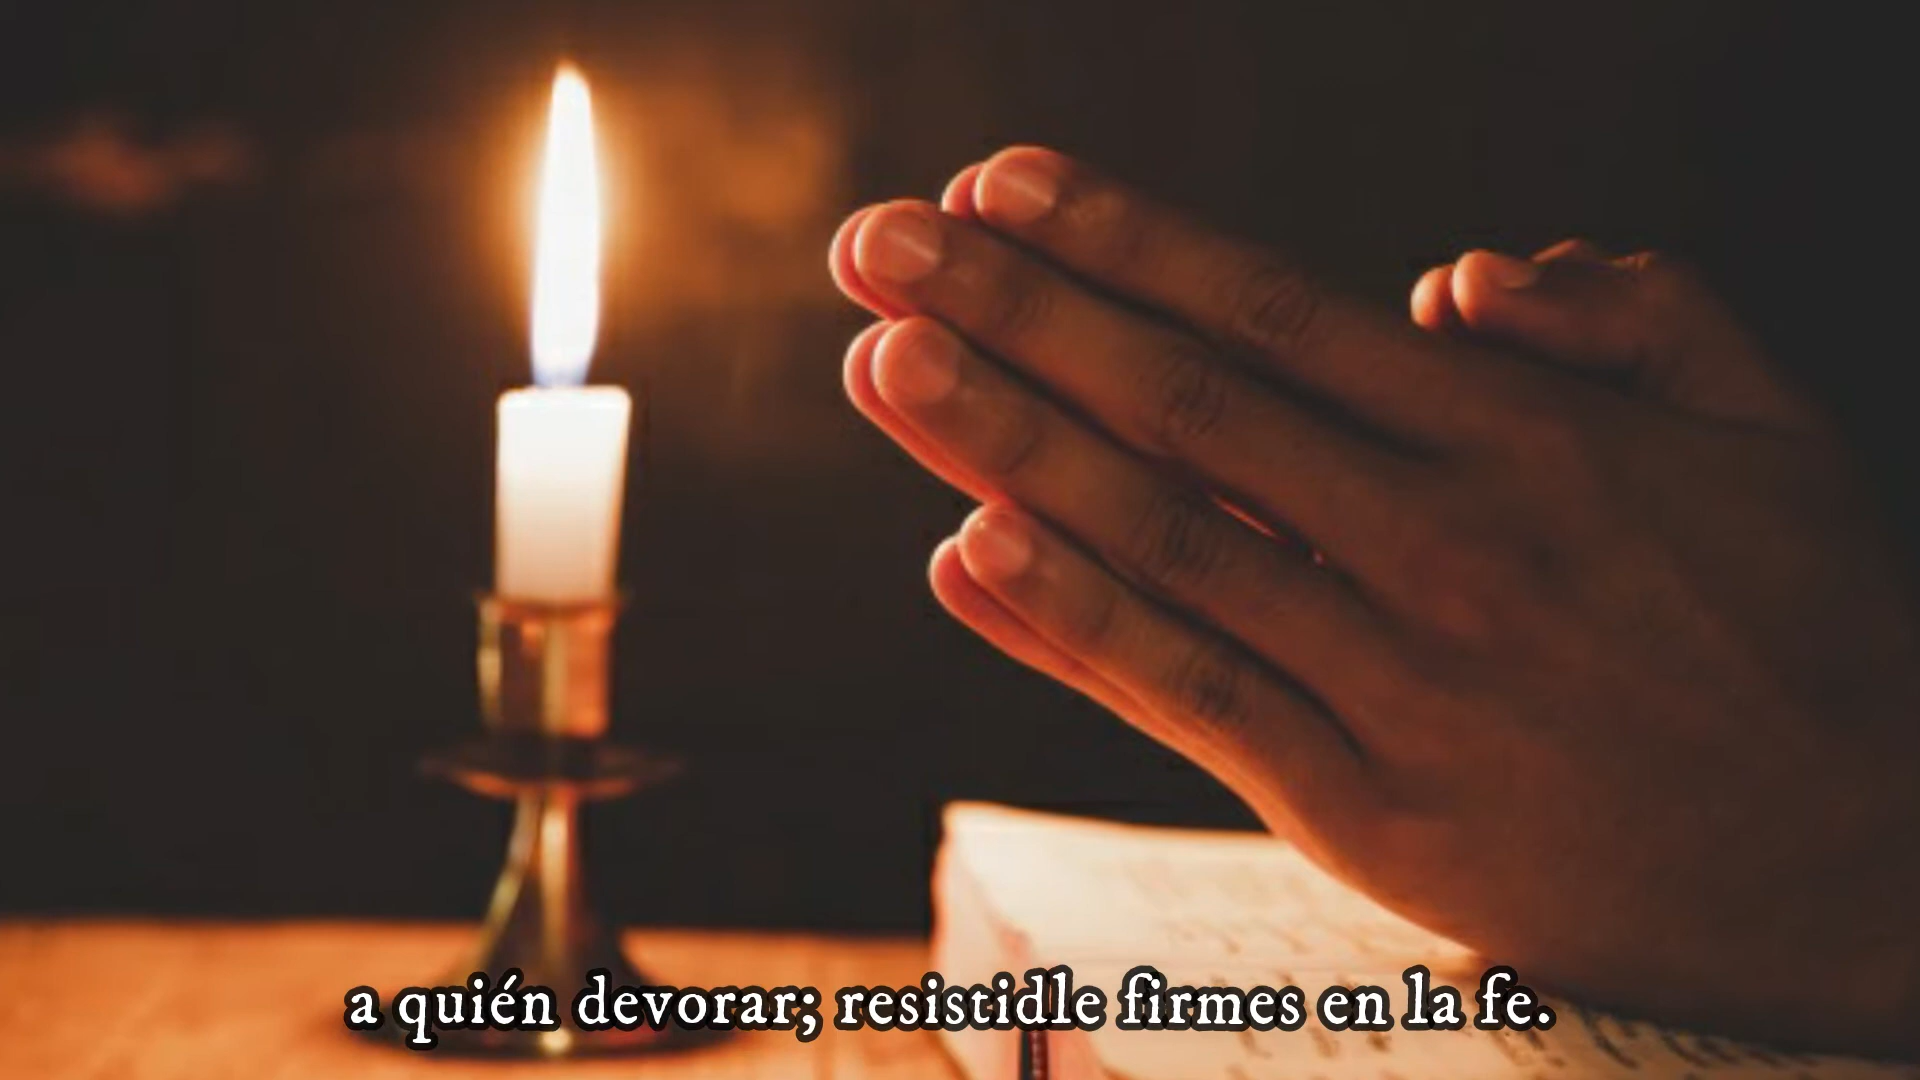 a quién devorar; resistidle firmes en la fe.